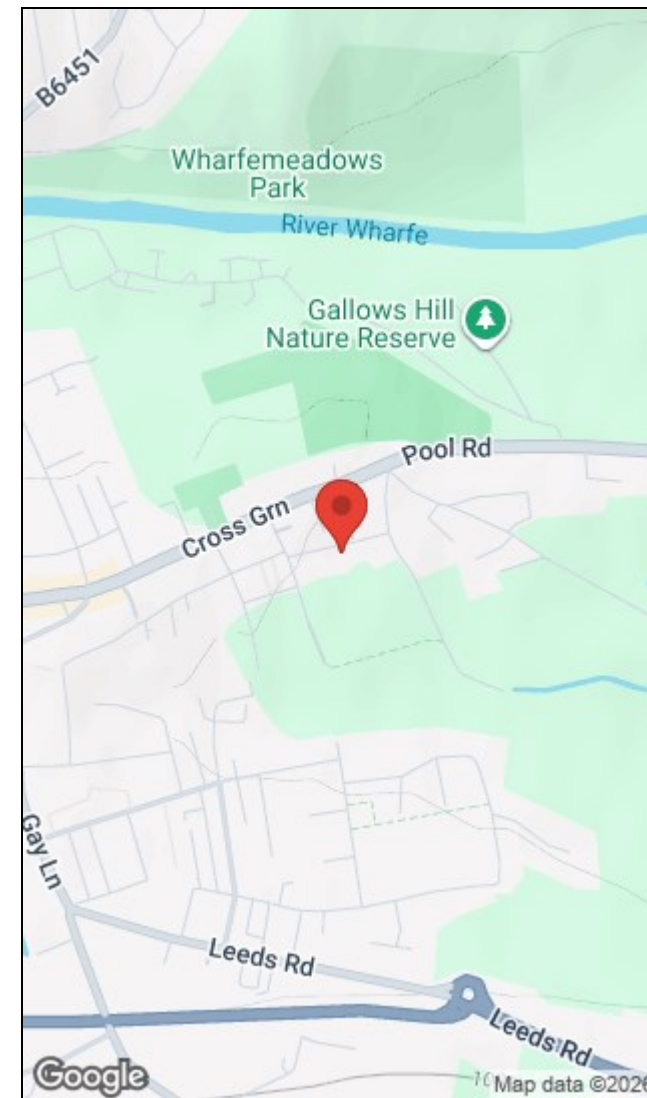 B6451
Wharfemeadows
Park
River Wharfe
Gallows Hill
Nature Reserve
Pool Rd
Cross Grn
Gay Ln
Leeds Rd
Leeds Rd
Google
Map data ©2026